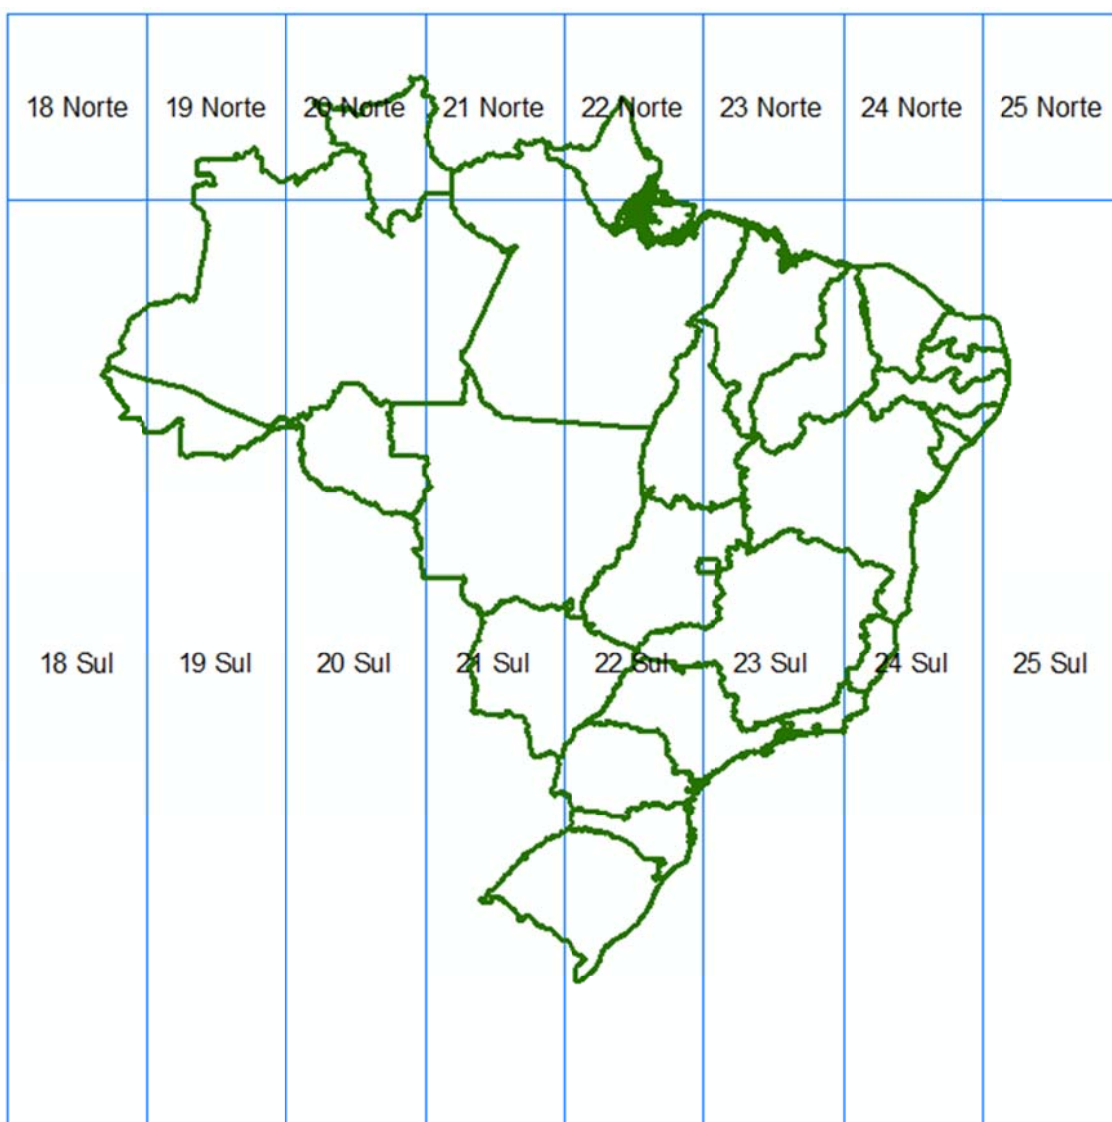 18 Norte
19 Norte
20 Norte
21 Norte
22 Norte
23 Norte
24 Norte
25 Norte
18 Sul
19 Sul
20 Sul
21 Sul
22 Sul
23 Sul
24 Sul
25 Sul